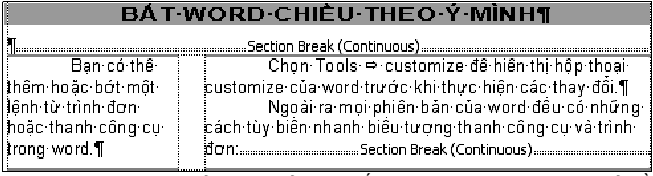 BÁT·WORD·CHIỀU·THEO·Ý·MÌNH¶
¶......Section Break (Continuous)......
Bạn·có·thể·
thêm·hoặc·bớt·một·
lệnh·từ·trình·đơn·
hoặc·thanh·công·cụ·
trong·word.¶
Chọn·Tools·⇨·customize·để·hiển·thị·hộp·thoại·
customize·của·word·trước·khi·thực·hiện·các·thay·đổi.¶
Ngoài·ra·mọi·phiên·bản·của·word·đều·có·những·
cách·tùy·biến·nhanh·biểu·tượng·thanh·công·cụ·và·trình·
đơn:......Section Break (Continuous)......